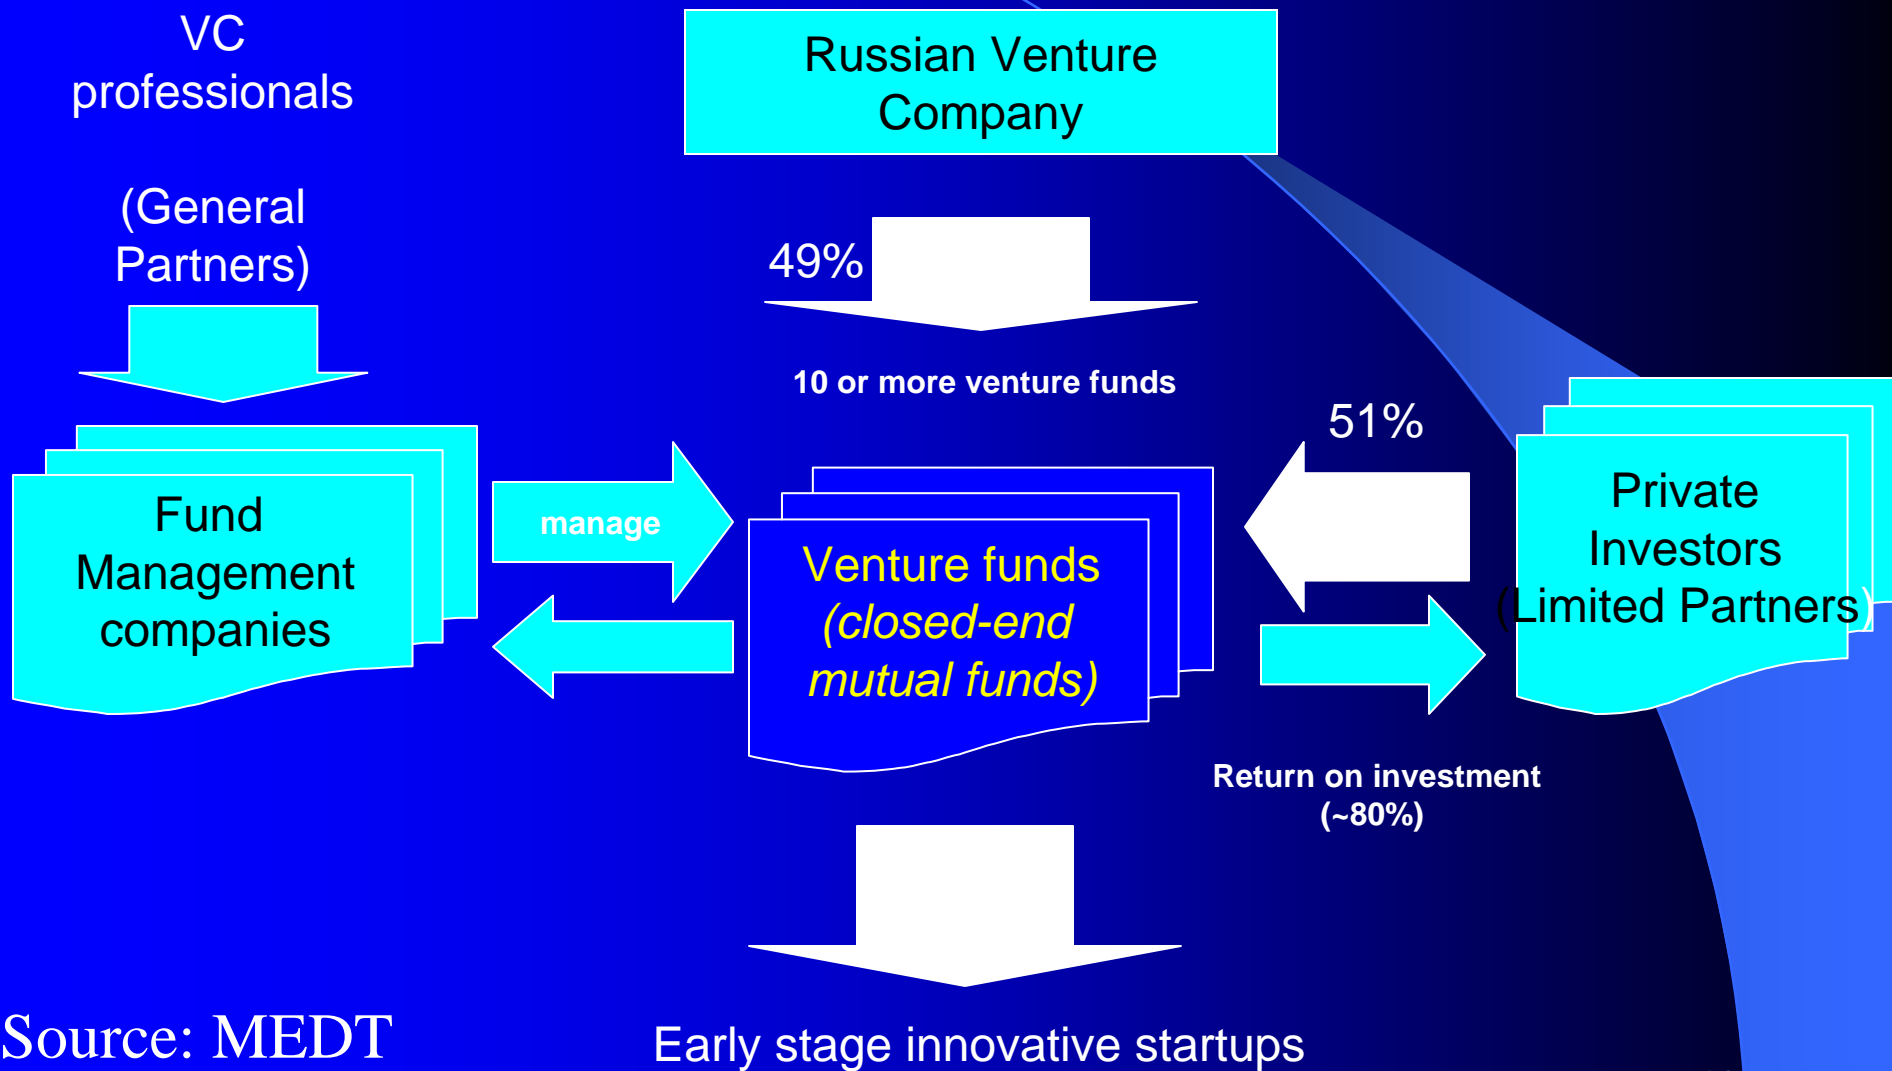 VC
professionals
(General
Partners)
Russian Venture
Company
49%
10 or more venture funds
51%
Fund
Management
companies
manage
Venture funds
(closed-end
mutual funds)
Private
Investors
(Limited Partners)
Return on investment
(~80%)
Source: MEDT
Early stage innovative startups